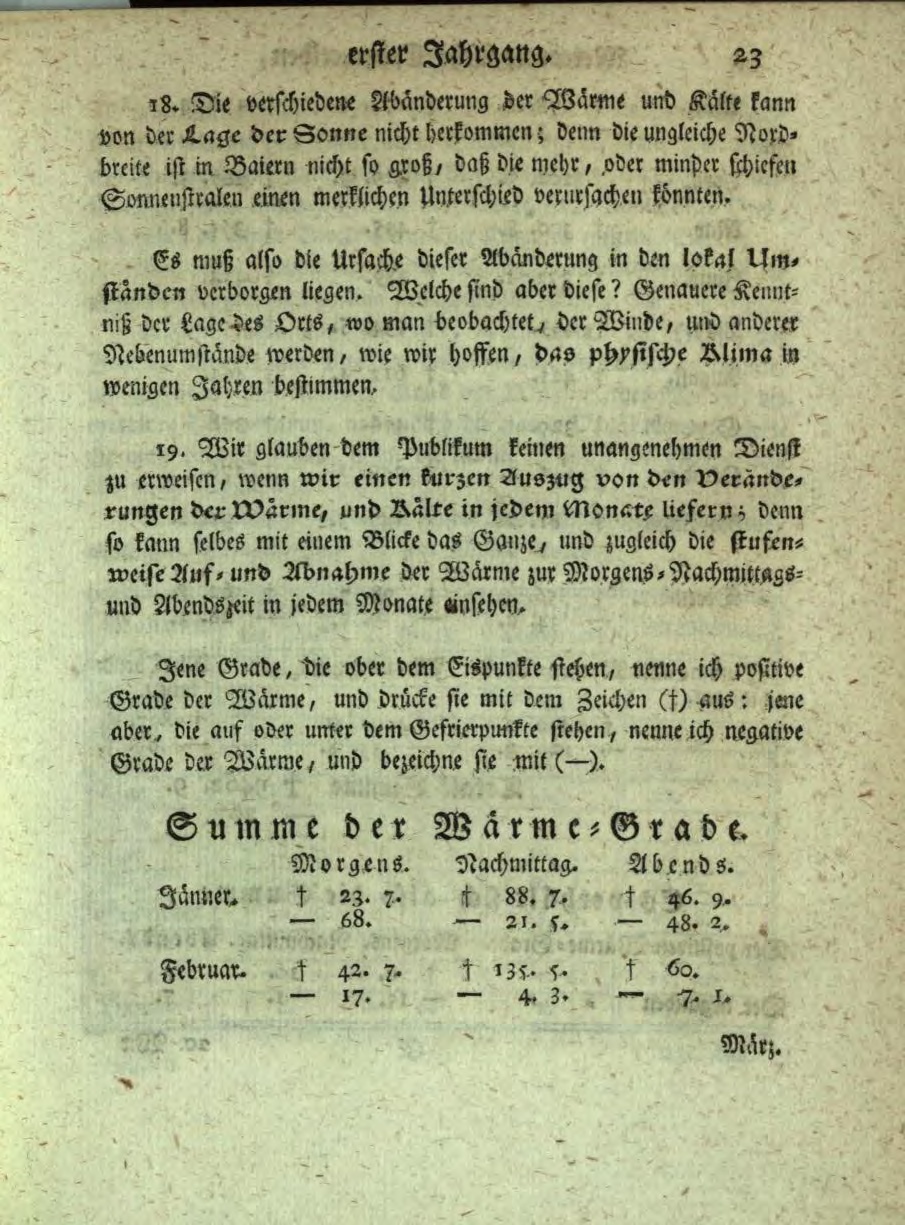 erster Jahrgang. 23
18. Die verschiedene Abänderung der Wärme und Kälte kann
von der Lage der Sonne nicht herkommen; denn die ungleiche Nord-
breite ist in Baiern nicht so groß, daß die mehr, oder minder schiefen
Sonnenstralen einen merklichen Unterschied verursachen könnten.
Es muß also die Ursache dieser Abänderung in den lokal Um-
ständen verborgen liegen. Welche sind aber diese? Genauere Kennt-
niß der Lage des Orts, wo man beobachtet, der Winde, und anderer
Nebenumstände werden, wie wir hoffen, das physische Klima in
wenigen Jahren bestimmen.
19. Wir glauben dem Publikum keinen unangenehmen Dienst
zu erweisen, wenn wir einen kurzen Auszug von den Verände-
rungen der Wärme, und Kälte in jedem Monate liefern; denn
so kann selbes mit einem Blicke das Ganze, und zugleich die stufen-
weise Auf- und Abnahme der Wärme zur Morgens-Nachmittags-
und Abendszeit in jedem Monate einsehen.
Jene Grade, die ober dem Eispunkte stehen, nenne ich positive
Grade der Wärme, und drücke sie mit dem Zeichen (†) aus: jene
aber, die auf oder unter dem Gefrierpunkte stehen, nenne ich negative
Grade der Wärme, und bezeichne sie mit (—).
Summe der Wärme-Grade.
Morgens. Nachmittag. Abends.
Jänner. † 23. 7. † 88. 7. † 46. 9.
— 68. — 21. 5. — 48. 2.
Februar. † 42. 7. † 135. 5. † 60.
— 17. — 4. 3. — 7. 1.
März.